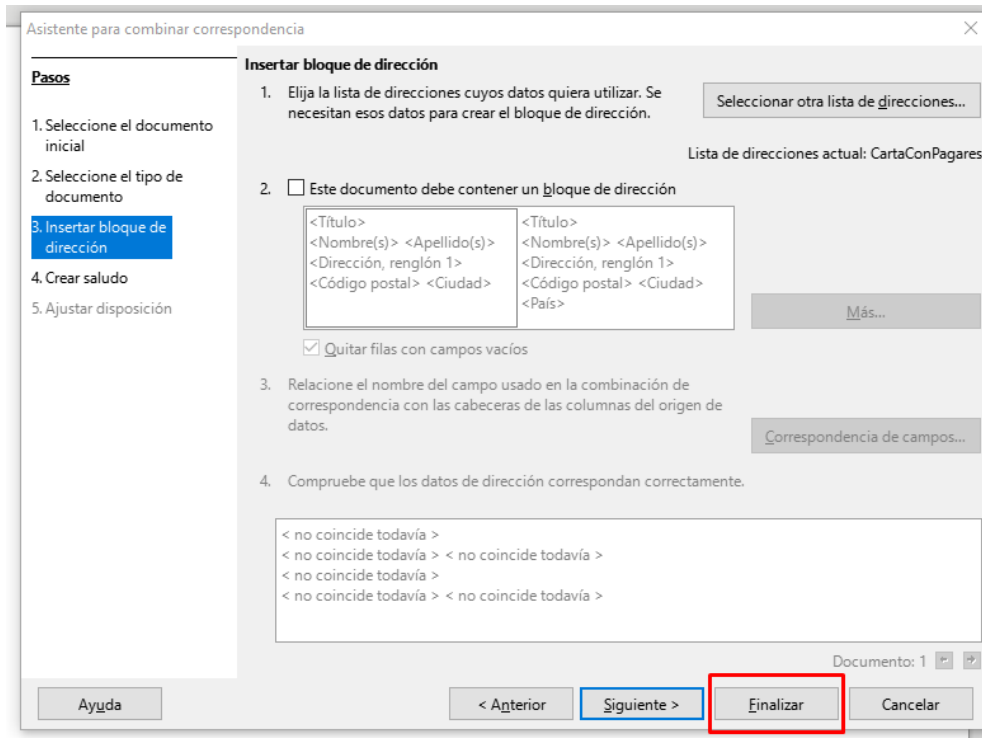 Asistente para combinar correspondencia
Pasos
1. Seleccione el documento
inicial
2. Seleccione el tipo de
documento
3. Insertar bloque de
dirección
4. Crear saludo
5. Ajustar disposición
Insertar bloque de dirección
1. Elija la lista de direcciones cuyos datos quiera utilizar. Se
necesitan esos datos para crear el bloque de dirección.
Seleccionar otra lista de direcciones...
Lista de direcciones actual: CartaConPagares
2. Este documento debe contener un bloque de dirección
<Título>
<Nombre(s)> <Apellido(s)>
<Dirección, renglón 1>
<Código postal> <Ciudad>
<Título>
<Nombre(s)> <Apellido(s)>
<Dirección, renglón 1>
<Código postal> <Ciudad>
<País>
Más...
Quitar filas con campos vacíos
3. Relacione el nombre del campo usado en la combinación de
correspondencia con las cabeceras de las columnas del origen de
datos.
Correspondencia de campos...
4. Compruebe que los datos de dirección correspondan correctamente.
< no coincide todavía >
< no coincide todavía > < no coincide todavía >
< no coincide todavía >
< no coincide todavía > < no coincide todavía >
Documento: 1
Ayuda
< Anterior
Siguiente >
Finalizar
Cancelar